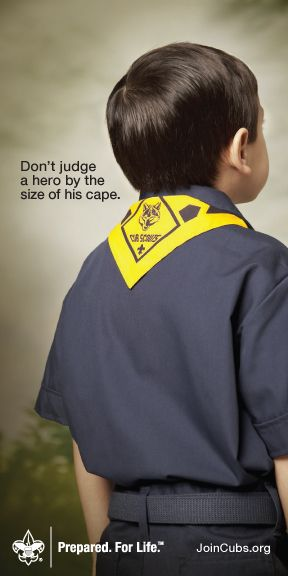 Don't judge
a hero by the
size of his cape.
CUB SCOUTS
Prepared. For Life.™
JoinCubs.org